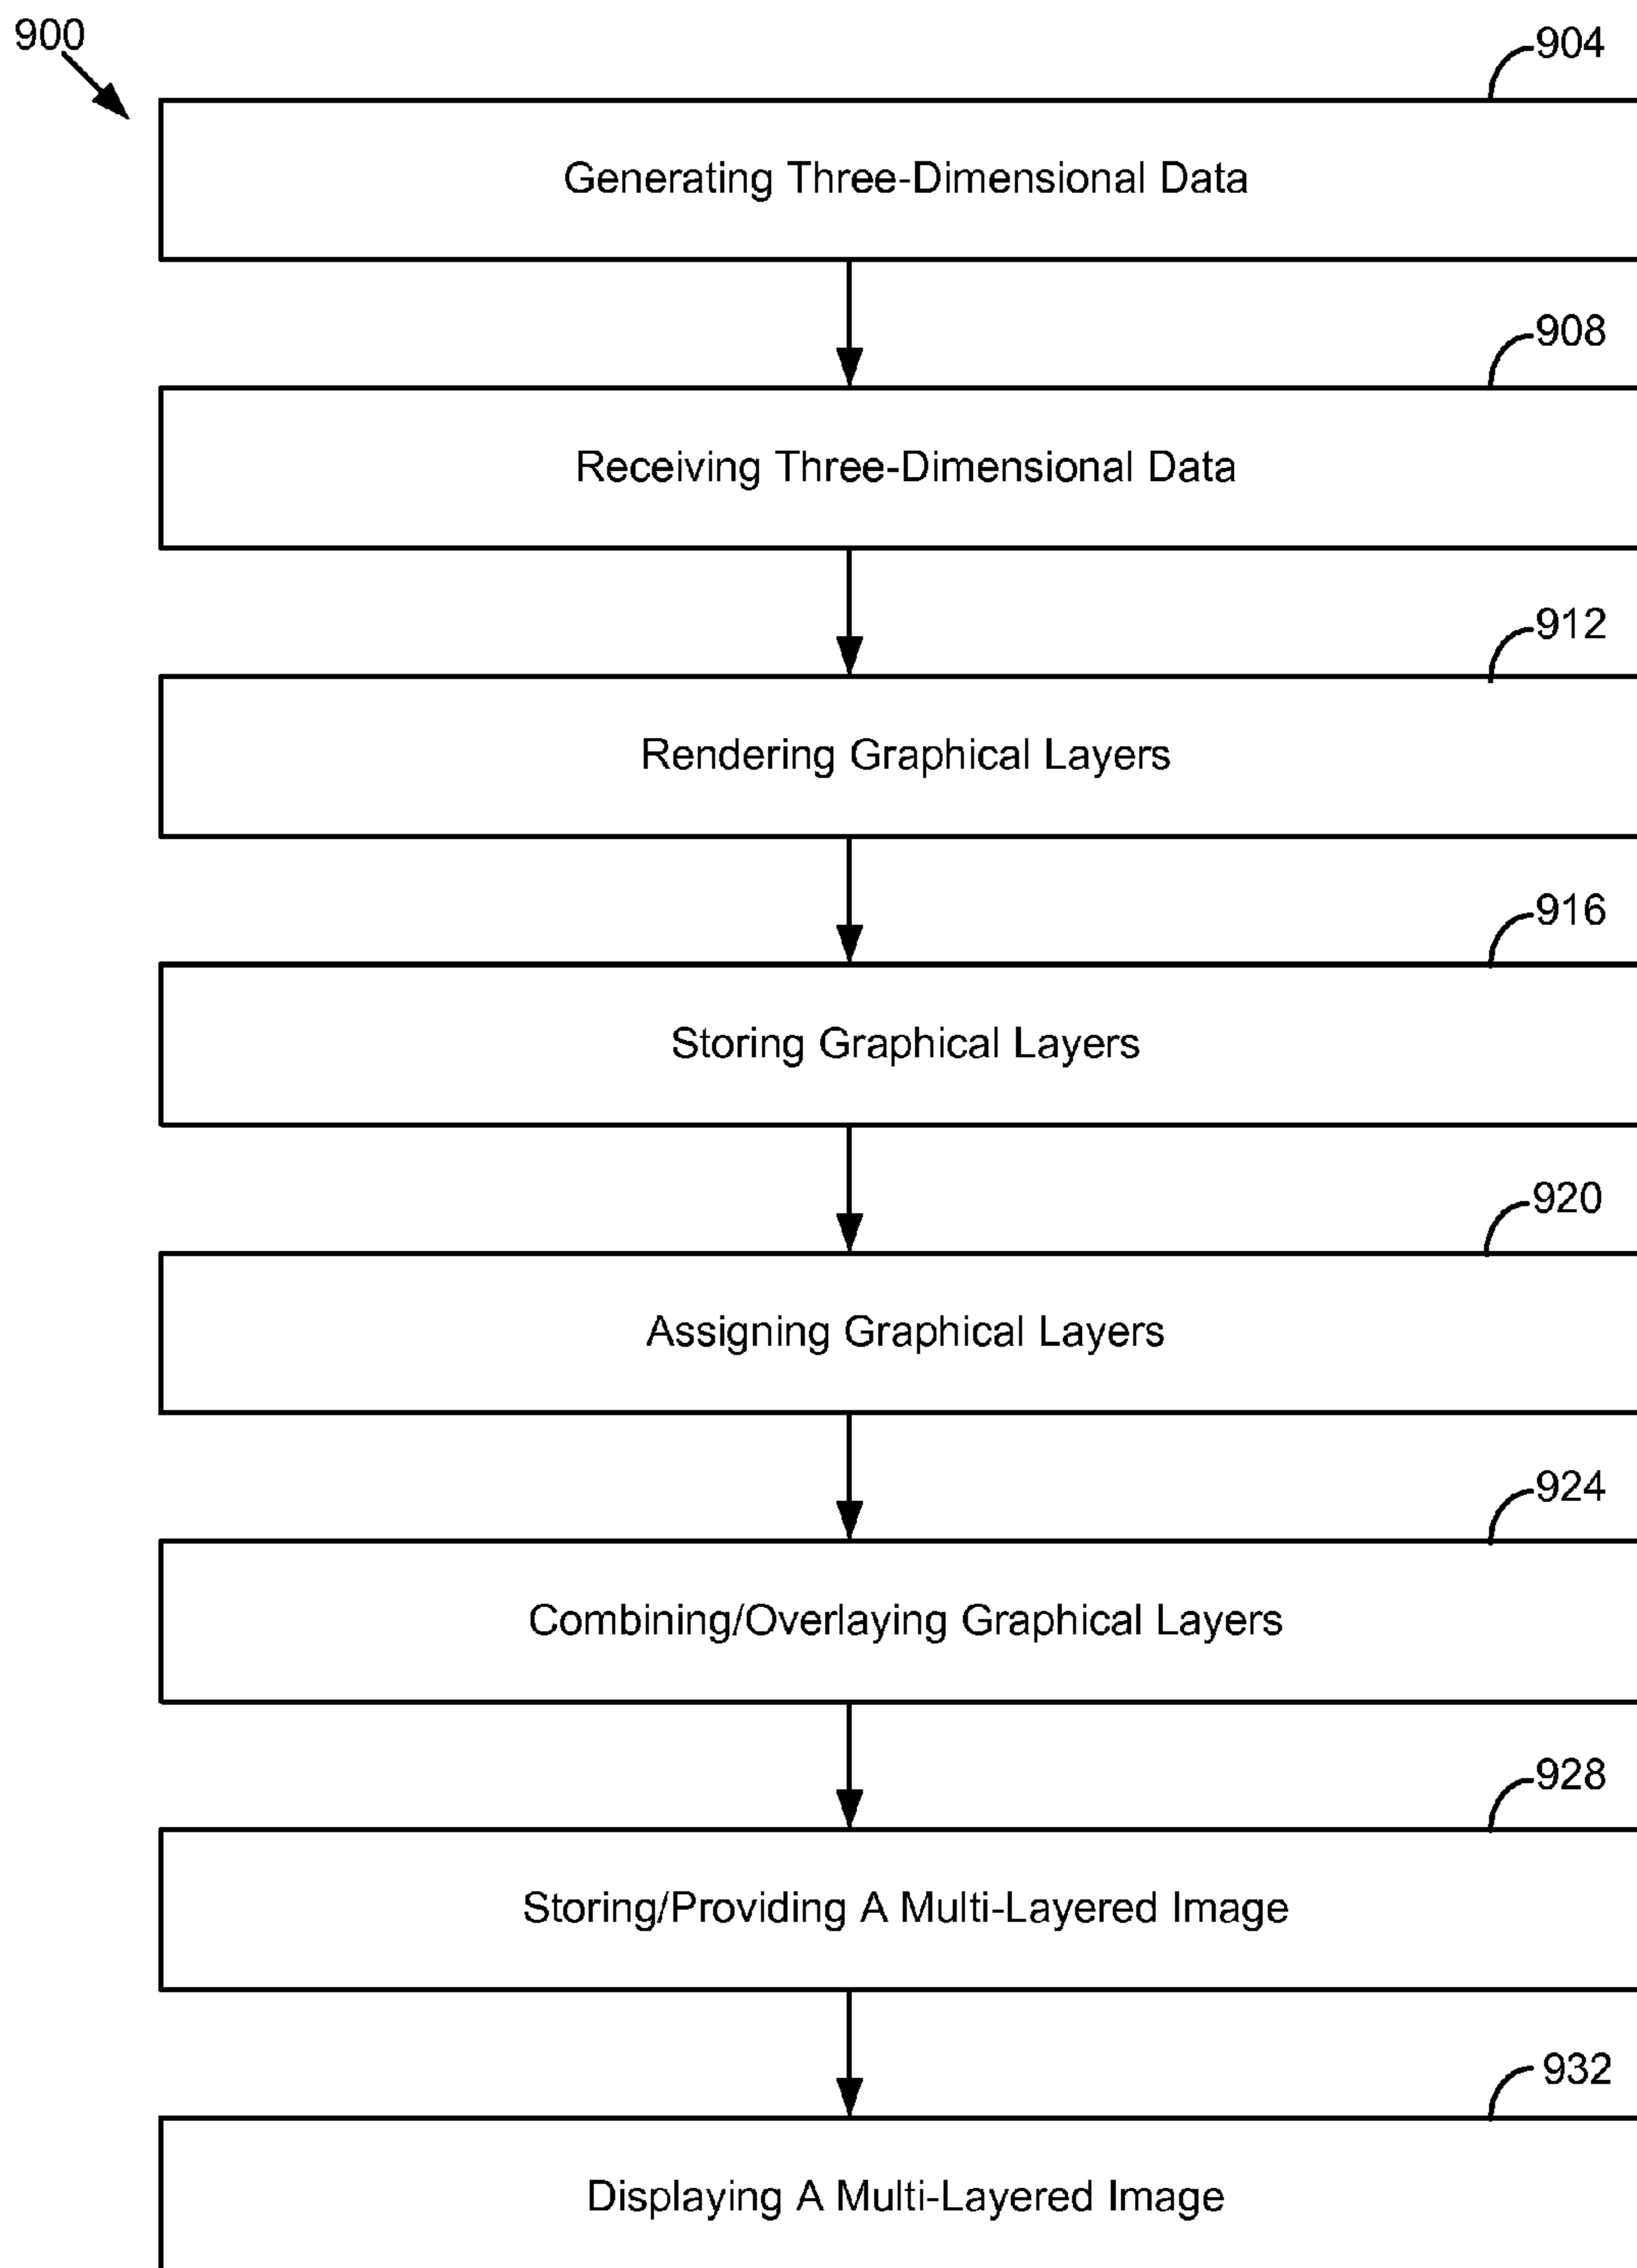 900
904
Generating Three-Dimensional Data
908
Receiving Three-Dimensional Data
912
Rendering Graphical Layers
916
Storing Graphical Layers
920
Assigning Graphical Layers
924
Combining/Overlaying Graphical Layers
928
Storing/Providing A Multi-Layered Image
932
Displaying A Multi-Layered Image